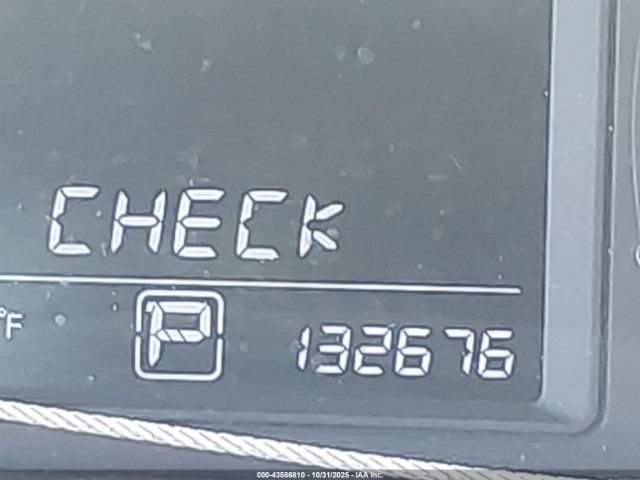 CHECK
°F P 132676
000-43586810 - 10/31/2025 - IAA Inc.